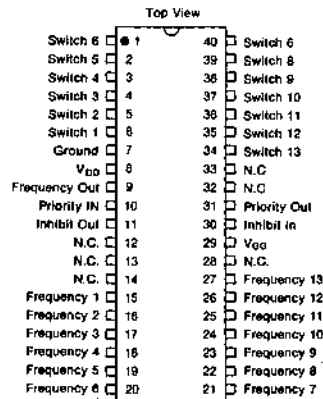 Top View
Switch 6 1 40 Switch 6
Switch 5 2 39 Switch 8
Switch 4 3 38 Switch 9
Switch 3 4 37 Switch 10
Switch 2 5 36 Switch 11
Switch 1 6 35 Switch 12
Ground 7 34 Switch 13
VDD 8 33 N.C
Frequency Out 9 32 N.C
Priority IN 10 31 Priority Out
Inhibit Out 11 30 Inhibit In
N.C. 12 29 VGG
N.C. 13 28 N.C.
N.C. 14 27 Frequency 13
Frequency 1 15 26 Frequency 12
Frequency 2 16 25 Frequency 11
Frequency 3 17 24 Frequency 10
Frequency 4 18 23 Frequency 9
Frequency 5 19 22 Frequency 8
Frequency 6 20 21 Frequency 7